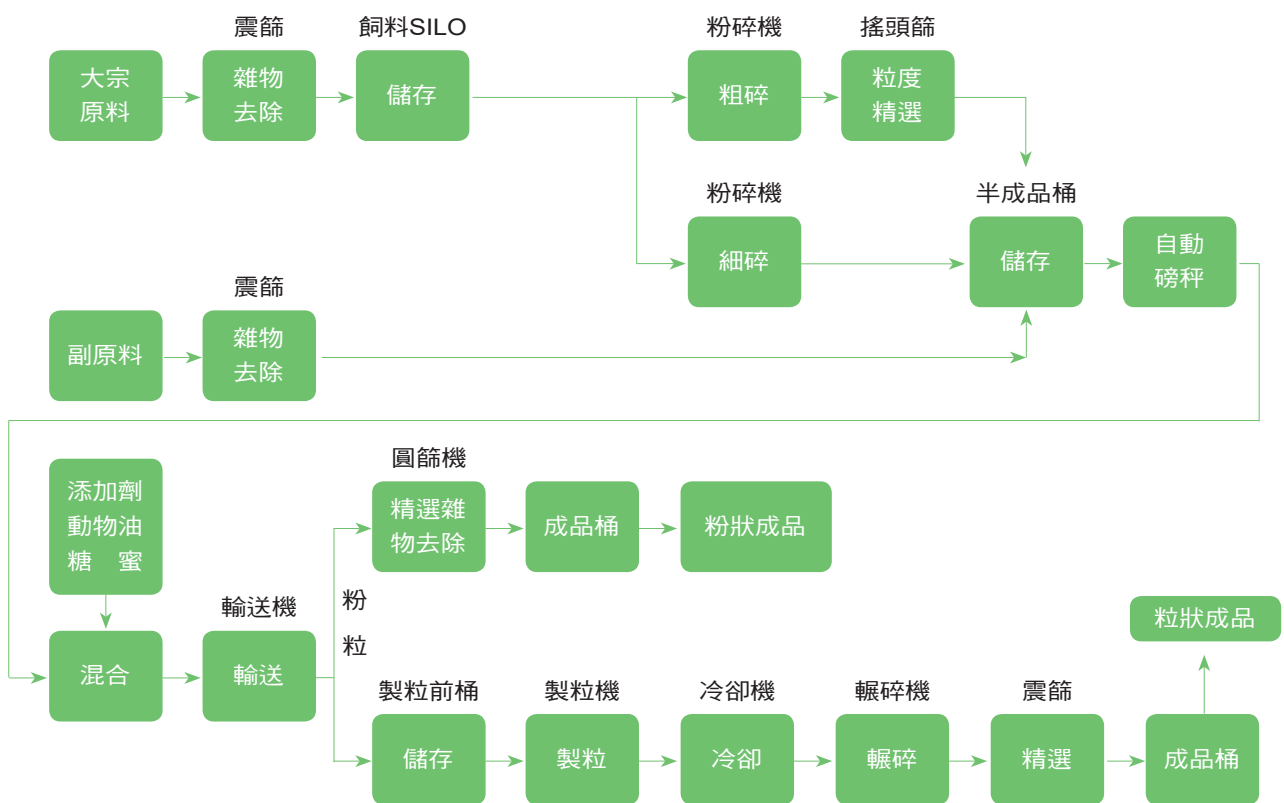 震篩
飼料SILO
粉碎機
搖頭篩
大宗
原料
雜物
去除
儲存
粗碎
粒度
精選
粉碎機
半成品桶
細碎
儲存
自動
磅秤
震篩
副原料
雜物
去除
圓篩機
添加劑
動物油
糖　蜜
精選雜
物去除
成品桶
粉狀成品
粉
粒
輸送機
粒狀成品
混合
輸送
製粒前桶
製粒機
冷卻機
輾碎機
震篩
儲存
製粒
冷卻
輾碎
精選
成品桶